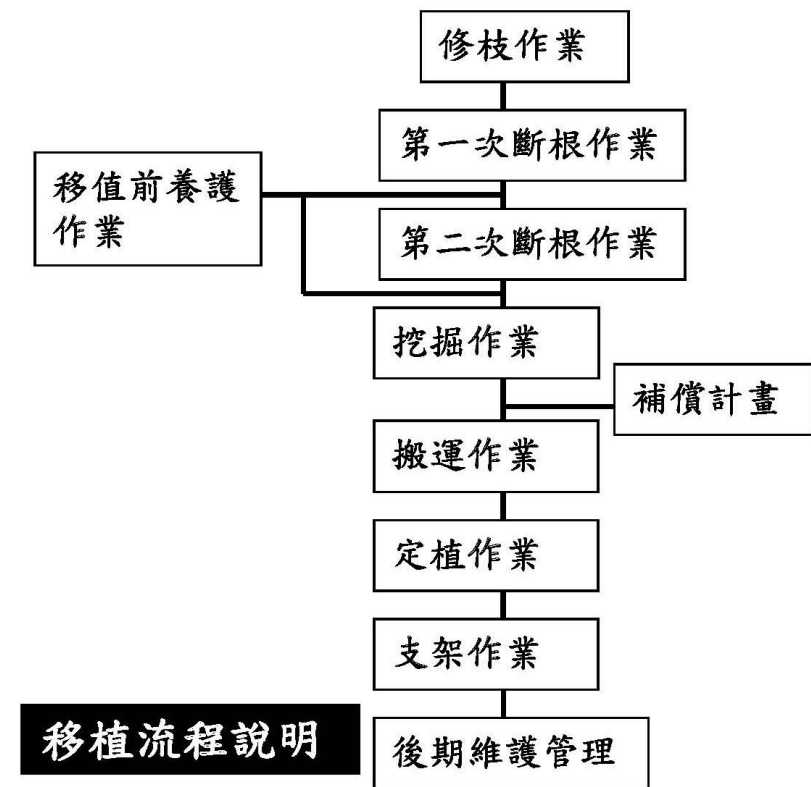 修枝作業
第一次斷根作業
移值前養護
作業
第二次斷根作業
挖掘作業
補償計畫
搬運作業
定植作業
支架作業
移植流程說明
後期維護管理